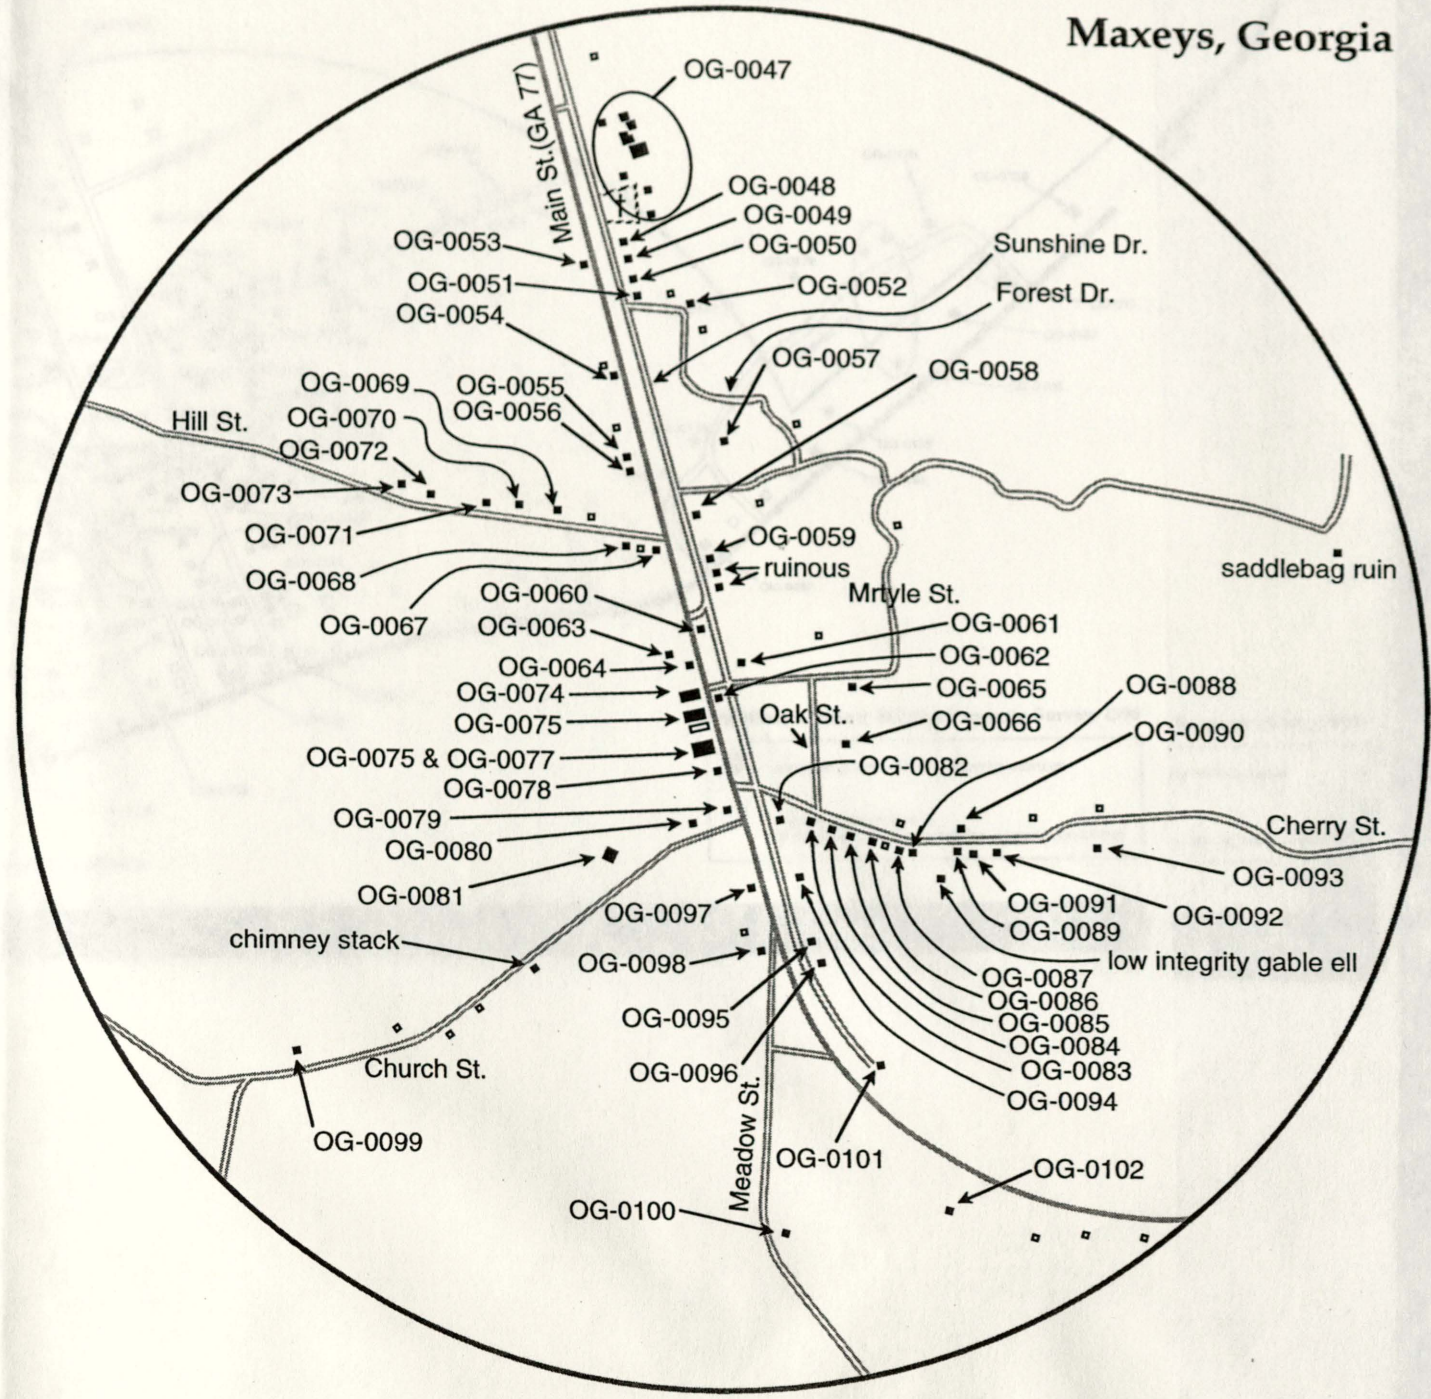 Maxeys, Georgia
OG-0047
Main St.(GA 77)
OG-0048
OG-0049
OG-0053
OG-0050
Sunshine Dr.
OG-0051
OG-0052
Forest Dr.
OG-0054
OG-0057
OG-0058
OG-0069
OG-0055
OG-0070
OG-0056
Hill St.
OG-0072
OG-0073
OG-0071
OG-0059
ruinous
saddlebag ruin
OG-0068
OG-0060
Mrtyle St.
OG-0067
OG-0063
OG-0061
OG-0064
OG-0062
OG-0074
OG-0065
OG-0088
OG-0075
Oak St.
OG-0066
OG-0090
OG-0075 & OG-0077
OG-0082
OG-0078
OG-0079
Cherry St.
OG-0080
OG-0093
OG-0081
OG-0097
OG-0091
OG-0092
OG-0089
chimney stack
OG-0098
low integrity gable ell
OG-0087
OG-0086
OG-0095
OG-0085
OG-0084
Church St.
OG-0096
OG-0083
OG-0094
Meadow St.
OG-0099
OG-0101
OG-0102
OG-0100